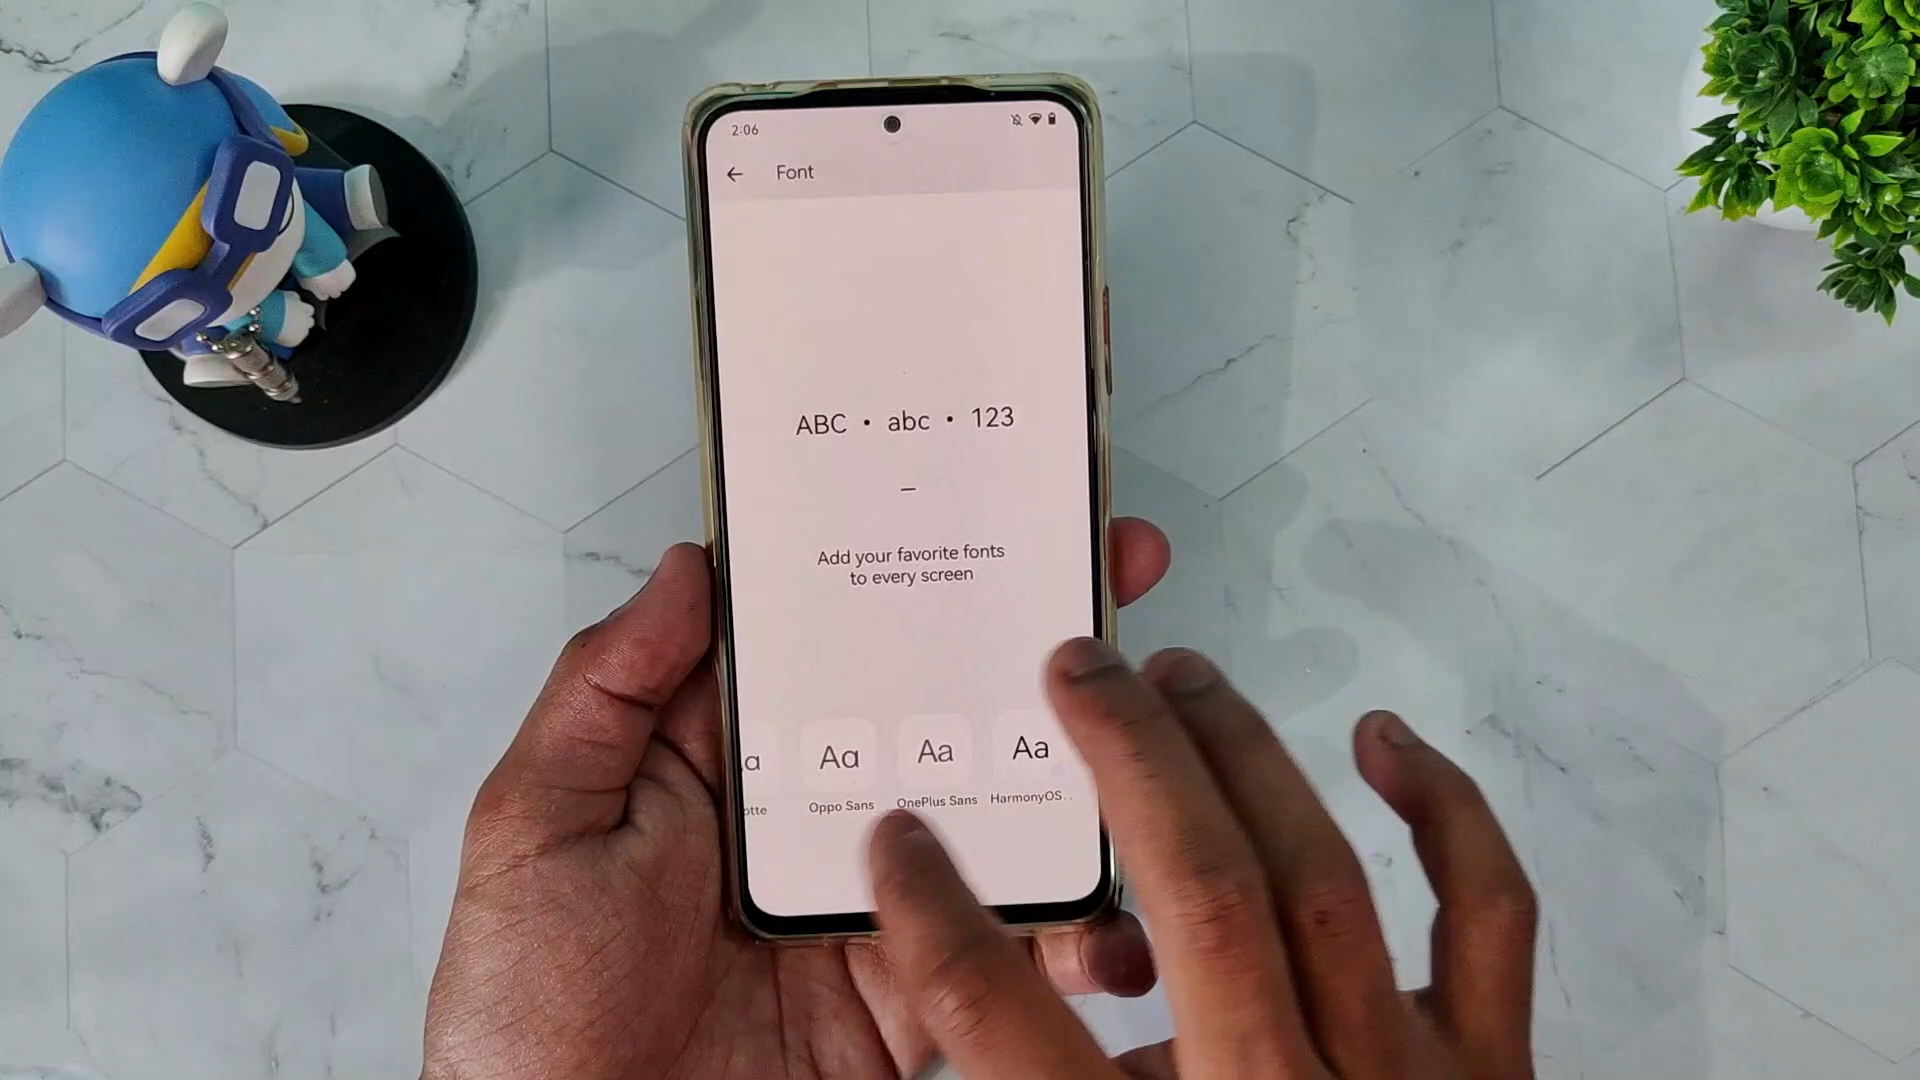 2:06
Font
ABC • abc • 123
Add your favorite fonts
to every screen
Aa
Aa
Aa
Oppo Sans
OnePlus Sans
HarmonyOS..